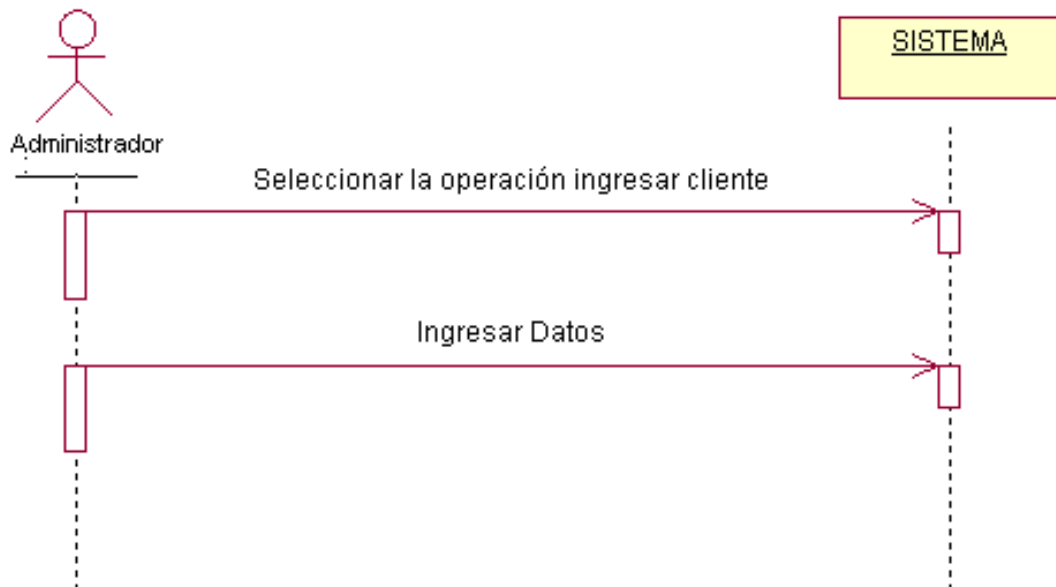 SISTEMA
Administrador
Seleccionar la operación ingresar cliente
Ingresar Datos